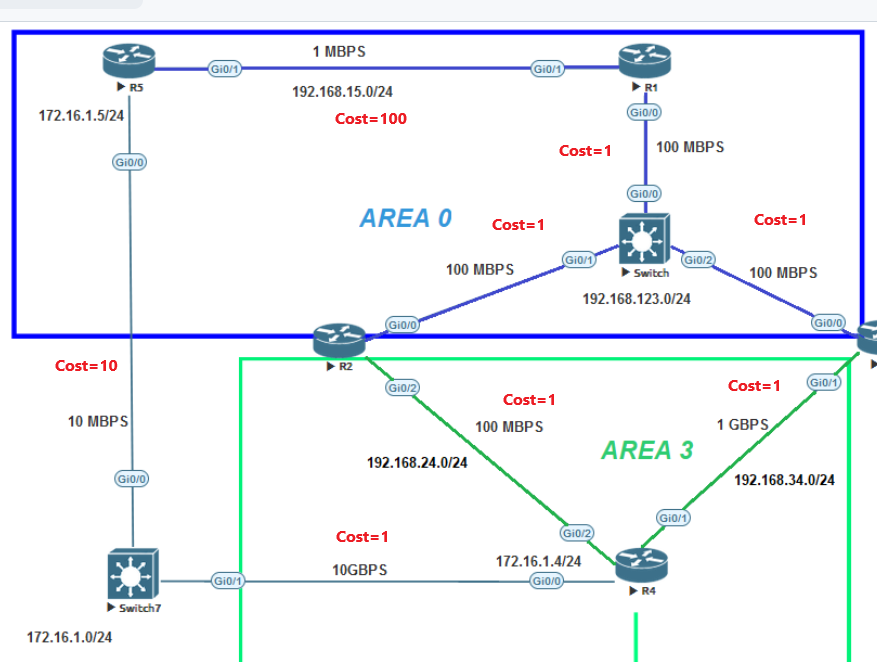 1 MBPS
Gi0/1
Gi0/1
R5
R1
192.168.15.0/24
172.16.1.5/24
Gi0/0
Cost=100
Cost=1
100 MBPS
Gi0/0
Gi0/0
AREA 0
Cost=1
Cost=1
Gi0/1
Gi0/2
100 MBPS
Switch
100 MBPS
192.168.123.0/24
Gi0/0
Gi0/0
R2
Cost=10
Gi0/2
Cost=1
Cost=1
Gi0/1
10 MBPS
100 MBPS
1 GBPS
AREA 3
192.168.24.0/24
Gi0/0
192.168.34.0/24
Gi0/1
Cost=1
Gi0/2
172.16.1.4/24
10GBPS
Gi0/1
Gi0/0
R4
Switch7
172.16.1.0/24